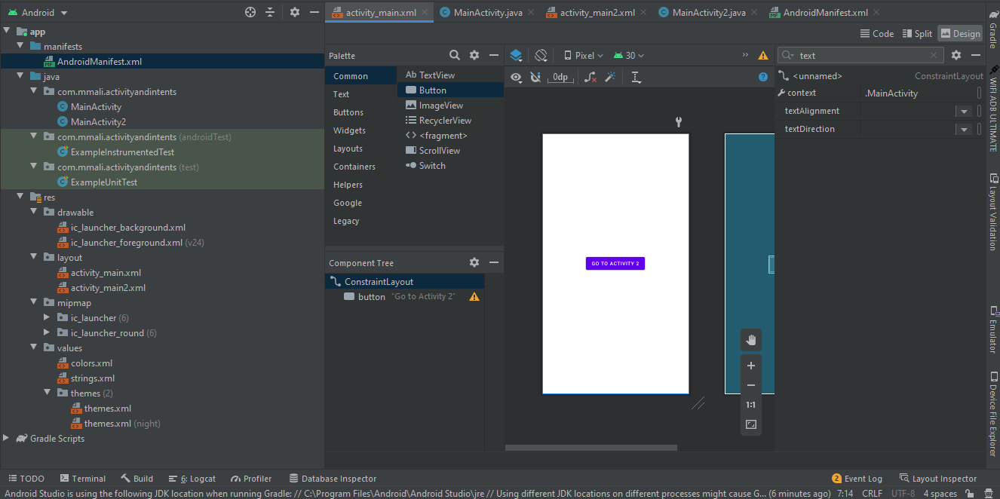 Android
app
manifests
AndroidManifest.xml
java
com.mmali.activityandintents
MainActivity
MainActivity2
com.mmali.activityandintents (androidTest)
ExampleInstrumentedTest
com.mmali.activityandintents (test)
ExampleUnitTest
res
drawable
ic_launcher_background.xml
ic_launcher_foreground.xml (v24)
layout
activity_main.xml
activity_main2.xml
mipmap
ic_launcher (6)
ic_launcher_round (6)
values
colors.xml
strings.xml
themes (2)
themes.xml
themes.xml (night)
Gradle Scripts
activity_main.xml
MainActivity.java
activity_main2.xml
MainActivity2.java
AndroidManifest.xml
Code
Split
Design
Palette
Common
Text
Buttons
Widgets
Layouts
Containers
Helpers
Google
Legacy
Ab TextView
Button
ImageView
RecyclerView
<> <fragment>
ScrollView
Switch
Component Tree
ConstraintLayout
button "Go to Activity 2"
Pixel
30
»
0dp
?
GO TO ACTIVITY 2
1:1
text
<unnamed>
ConstraintLayout
context
.MainActivity
textAlignment
textDirection
Gradle
WIFI ADB ULTIMATE
Layout Validation
Emulator
Device File Explorer
TODO
Terminal
Build
6: Logcat
Profiler
Database Inspector
2 Event Log
Layout Inspector
Android Studio is using the following JDK location when running Gradle: // C:\Program Files\Android\Android Studio\jre // Using different JDK locations on different processes might cause G... (6 minutes ago)
7:14
CRLF
UTF-8
4 spaces